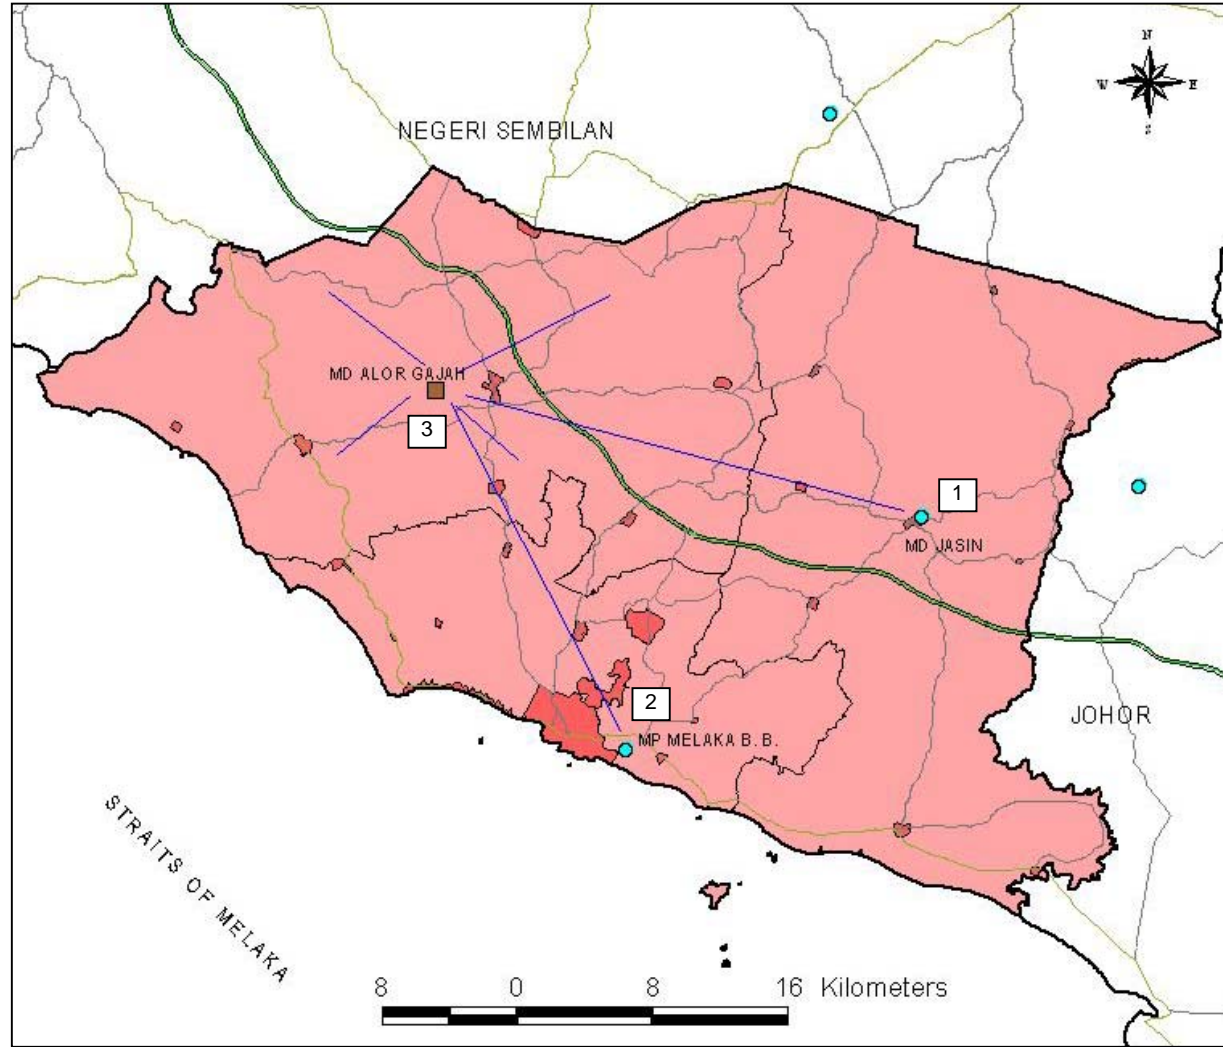 N
W E
S
NEGERI SEMBILAN
MD ALOR GAJAH
3
1
MD JASIN
2
MP MELAKA B.B.
JOHOR
STRAITS OF MELAKA
8 0 8 16 Kilometers